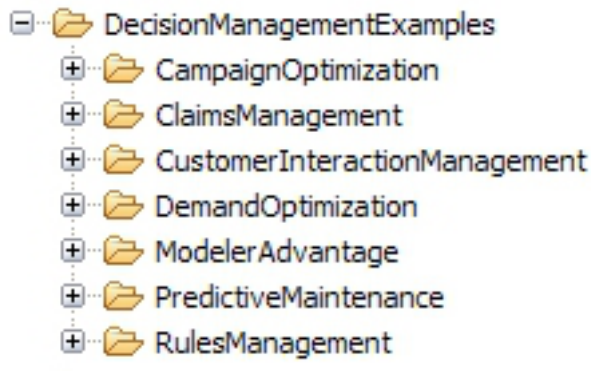 DecisionManagementExamples
CampaignOptimization
ClaimsManagement
CustomerInteractionManagement
DemandOptimization
ModelerAdvantage
PredictiveMaintenance
RulesManagement